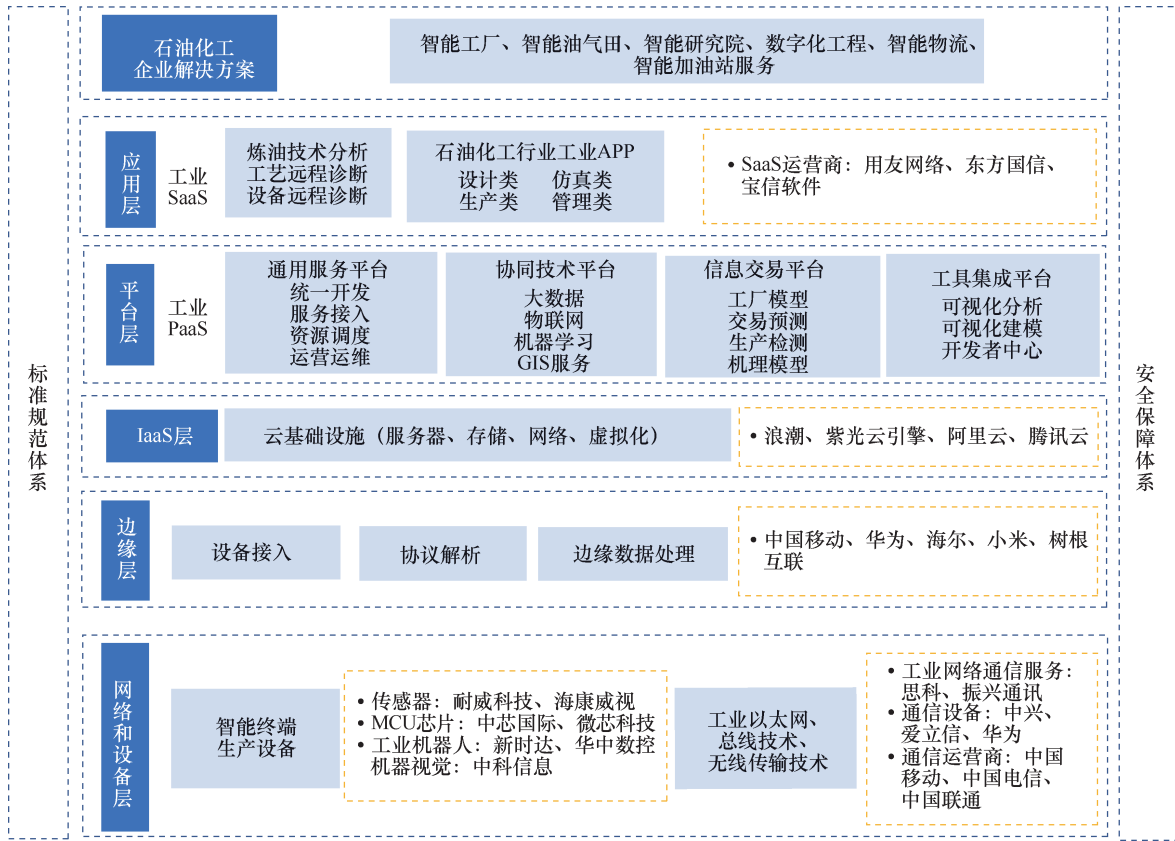 标准规范体系
石油化工
企业解决方案
智能工厂、智能油气田、智能研究院、数字化工程、智能物流、
智能加油站服务
应用层
工业
SaaS
炼油技术分析
工艺远程诊断
设备远程诊断
石油化工行业工业APP
设计类 仿真类
生产类 管理类
• SaaS运营商：用友网络、东方国信、
宝信软件
平台层
工业
PaaS
通用服务平台
统一开发
服务接入
资源调度
运营运维
协同技术平台
大数据
物联网
机器学习
GIS服务
信息交易平台
工厂模型
交易预测
生产检测
机理模型
工具集成平台
可视化分析
可视化建模
开发者中心
IaaS层
云基础设施（服务器、存储、网络、虚拟化）
• 浪潮、紫光云引擎、阿里云、腾讯云
边缘层
设备接入
协议解析
边缘数据处理
• 中国移动、华为、海尔、小米、树根
互联
网络和设备层
智能终端
生产设备
• 传感器：耐威科技、海康威视
• MCU芯片：中芯国际、微芯科技
• 工业机器人：新时达、华中数控
机器视觉：中科信息
工业以太网、
总线技术、
无线传输技术
• 工业网络通信服务：
思科、振兴通讯
• 通信设备：中兴、
爱立信、华为
• 通信运营商：中国
移动、中国电信、
中国联通
安全保障体系